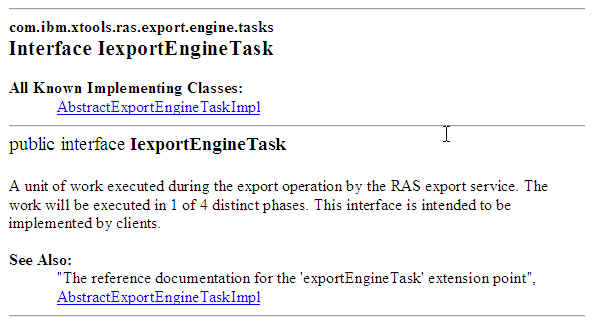 com.ibm.xtools.ras.export.engine.tasks
Interface IexportEngineTask
All Known Implementing Classes:
AbstractExportEngineTaskImpl
public interface IexportEngineTask
A unit of work executed during the export operation by the RAS export service. The
work will be executed in 1 of 4 distinct phases. This interface is intended to be
implemented by clients.
See Also:
"The reference documentation for the 'exportEngineTask' extension point",
AbstractExportEngineTaskImpl